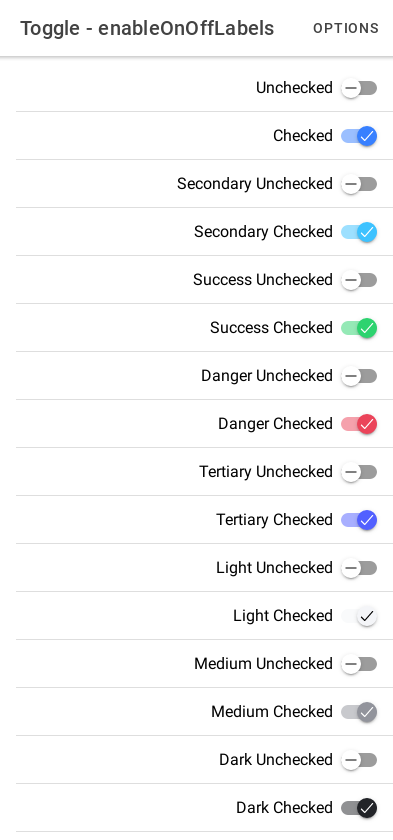 Toggle - enableOnOffLabels
OPTIONS
Unchecked
Checked
Secondary Unchecked
Secondary Checked
Success Unchecked
Success Checked
Danger Unchecked
Danger Checked
Tertiary Unchecked
Tertiary Checked
Light Unchecked
Light Checked
Medium Unchecked
Medium Checked
Dark Unchecked
Dark Checked